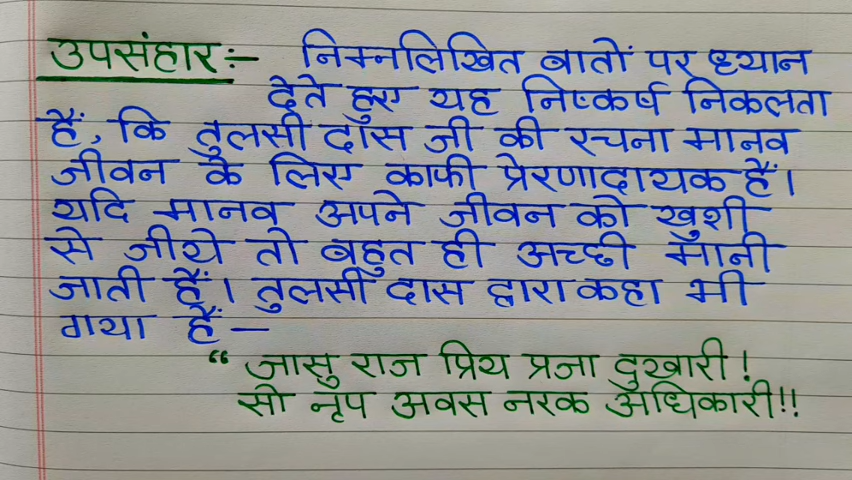 उपसंहार:- निम्नलिखित बातों पर ध्यान
देते हुए यह निष्कर्ष निकलता
हैं, कि तुलसी दास जी की रचना मानव
जीवन के लिए काफी प्रेरणादायक हैं।
यदि मानव अपने जीवन को खुशी
से जीये तो बहुत ही अच्छी मानी
जाती हैं। तुलसी दास द्वारा कहा भी
गया हैं —
“ जासु राज प्रिय प्रजा दुखारी!
सो नृप अवस नरक अधिकारी!!